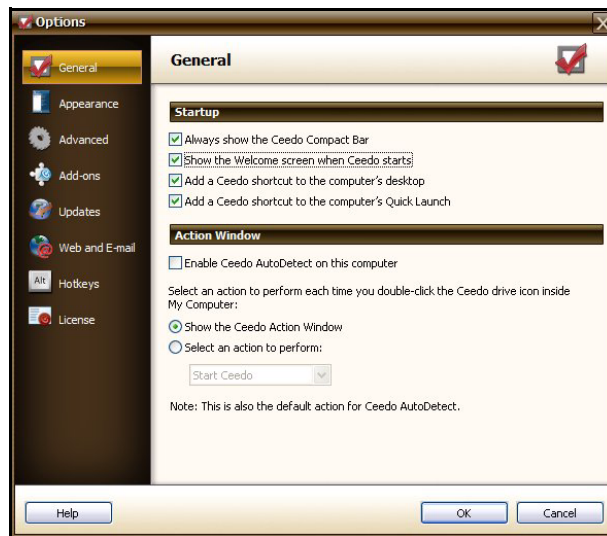 Options
General
Appearance
Advanced
Add-ons
Updates
Web and E-mail
Alt
Hotkeys
License
General
Startup
Always show the Ceedo Compact Bar
Show the Welcome screen when Ceedo starts
Add a Ceedo shortcut to the computer's desktop
Add a Ceedo shortcut to the computer's Quick Launch
Action Window
Enable Ceedo AutoDetect on this computer
Select an action to perform each time you double-click the Ceedo drive icon inside
My Computer:
Show the Ceedo Action Window
Select an action to perform:
Start Ceedo
Note: This is also the default action for Ceedo AutoDetect.
Help
OK
Cancel